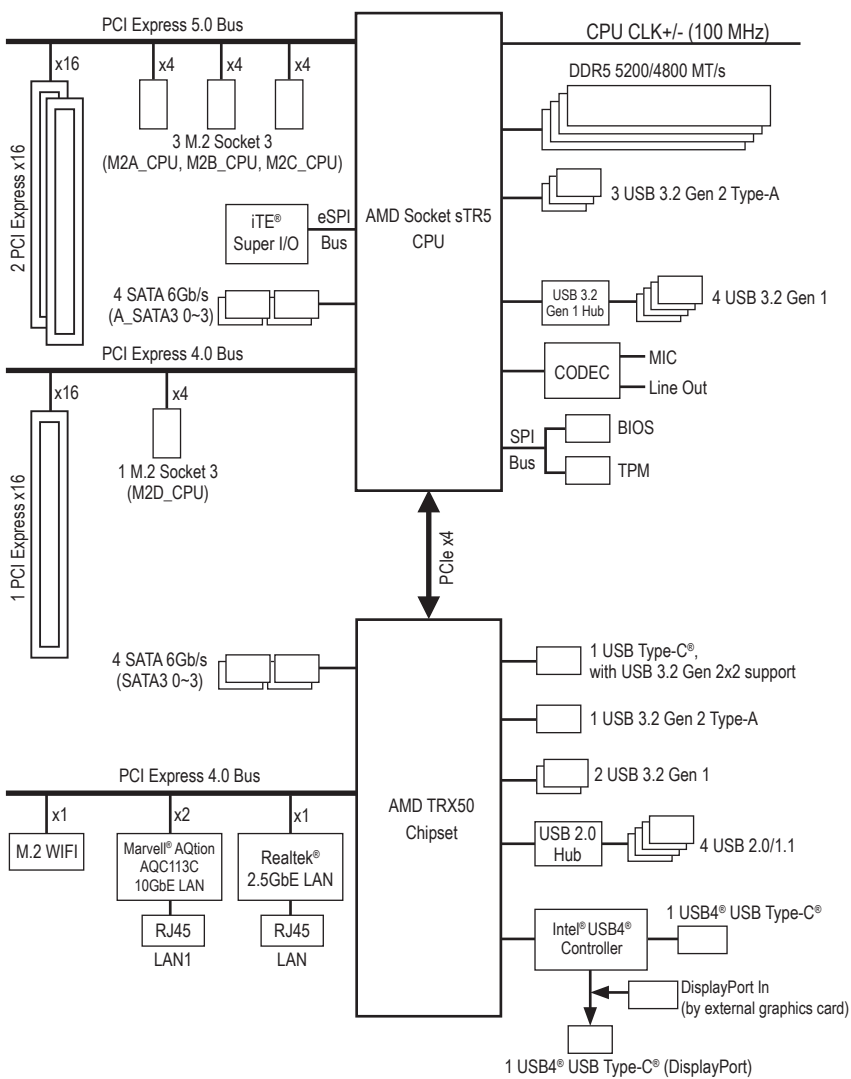 PCI Express 5.0 Bus
x16
x4
x4
x4
3 M.2 Socket 3
(M2A_CPU, M2B_CPU, M2C_CPU)
2 PCI Express x16
iTE®
Super I/O
eSPI
Bus
4 SATA 6Gb/s
(A_SATA3 0~3)
PCI Express 4.0 Bus
x16
x4
1 M.2 Socket 3
(M2D_CPU)
1 PCI Express x16
AMD Socket sTR5
CPU
CPU CLK+/- (100 MHz)
DDR5 5200/4800 MT/s
3 USB 3.2 Gen 2 Type-A
USB 3.2
Gen 1 Hub
4 USB 3.2 Gen 1
CODEC
MIC
Line Out
SPI
Bus
BIOS
TPM
PCIe x4
4 SATA 6Gb/s
(SATA3 0~3)
PCI Express 4.0 Bus
x1
x2
x1
M.2 WIFI
Marvell® AQtion
AQC113C
10GbE LAN
Realtek®
2.5GbE LAN
RJ45
RJ45
LAN1
LAN
AMD TRX50
Chipset
1 USB Type-C®,
with USB 3.2 Gen 2x2 support
1 USB 3.2 Gen 2 Type-A
2 USB 3.2 Gen 1
USB 2.0
Hub
4 USB 2.0/1.1
Intel® USB4®
Controller
1 USB4® USB Type-C®
DisplayPort In
(by external graphics card)
1 USB4® USB Type-C® (DisplayPort)